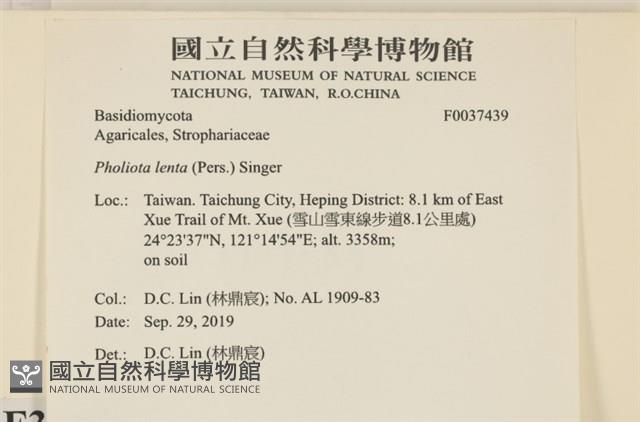 國立自然科學博物館
NATIONAL MUSEUM OF NATURAL SCIENCE
TAICHUNG, TAIWAN, R.O.CHINA
Basidiomycota F0037439
Agaricales, Strophariaceae
Pholiota lenta (Pers.) Singer
Loc.: Taiwan. Taichung City, Heping District: 8.1 km of East
Xue Trail of Mt. Xue (雪山雪東線步道8.1公里處)
24°23'37"N, 121°14'54"E; alt. 3358m;
on soil
Col.: D.C. Lin (林鼎宸); No. AL 1909-83
Date: Sep. 29, 2019
Det.: D.C. Lin (林鼎宸)
國立自然科學博物館
NATIONAL MUSEUM OF NATURAL SCIENCE